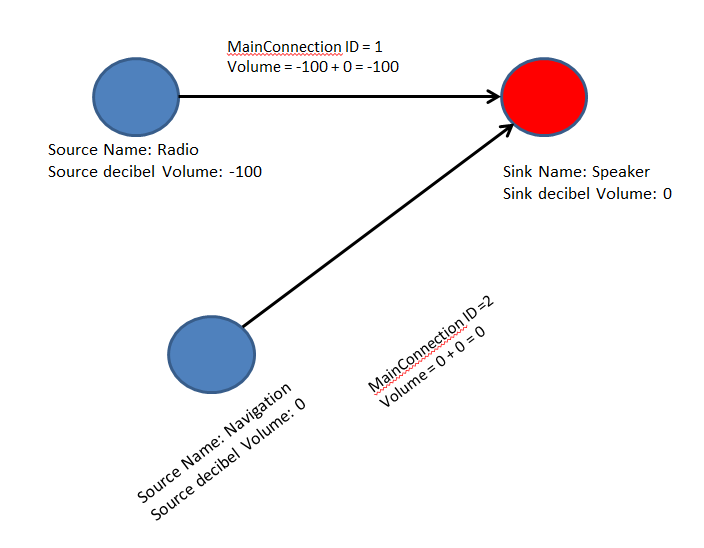 MainConnection ID = 1
Volume = -100 + 0 = -100
Source Name: Radio
Source decibel Volume: -100
Sink Name: Speaker
Sink decibel Volume: 0
MainConnection ID =2
Volume = 0 + 0 = 0
Source Name: Navigation
Source decibel Volume: 0